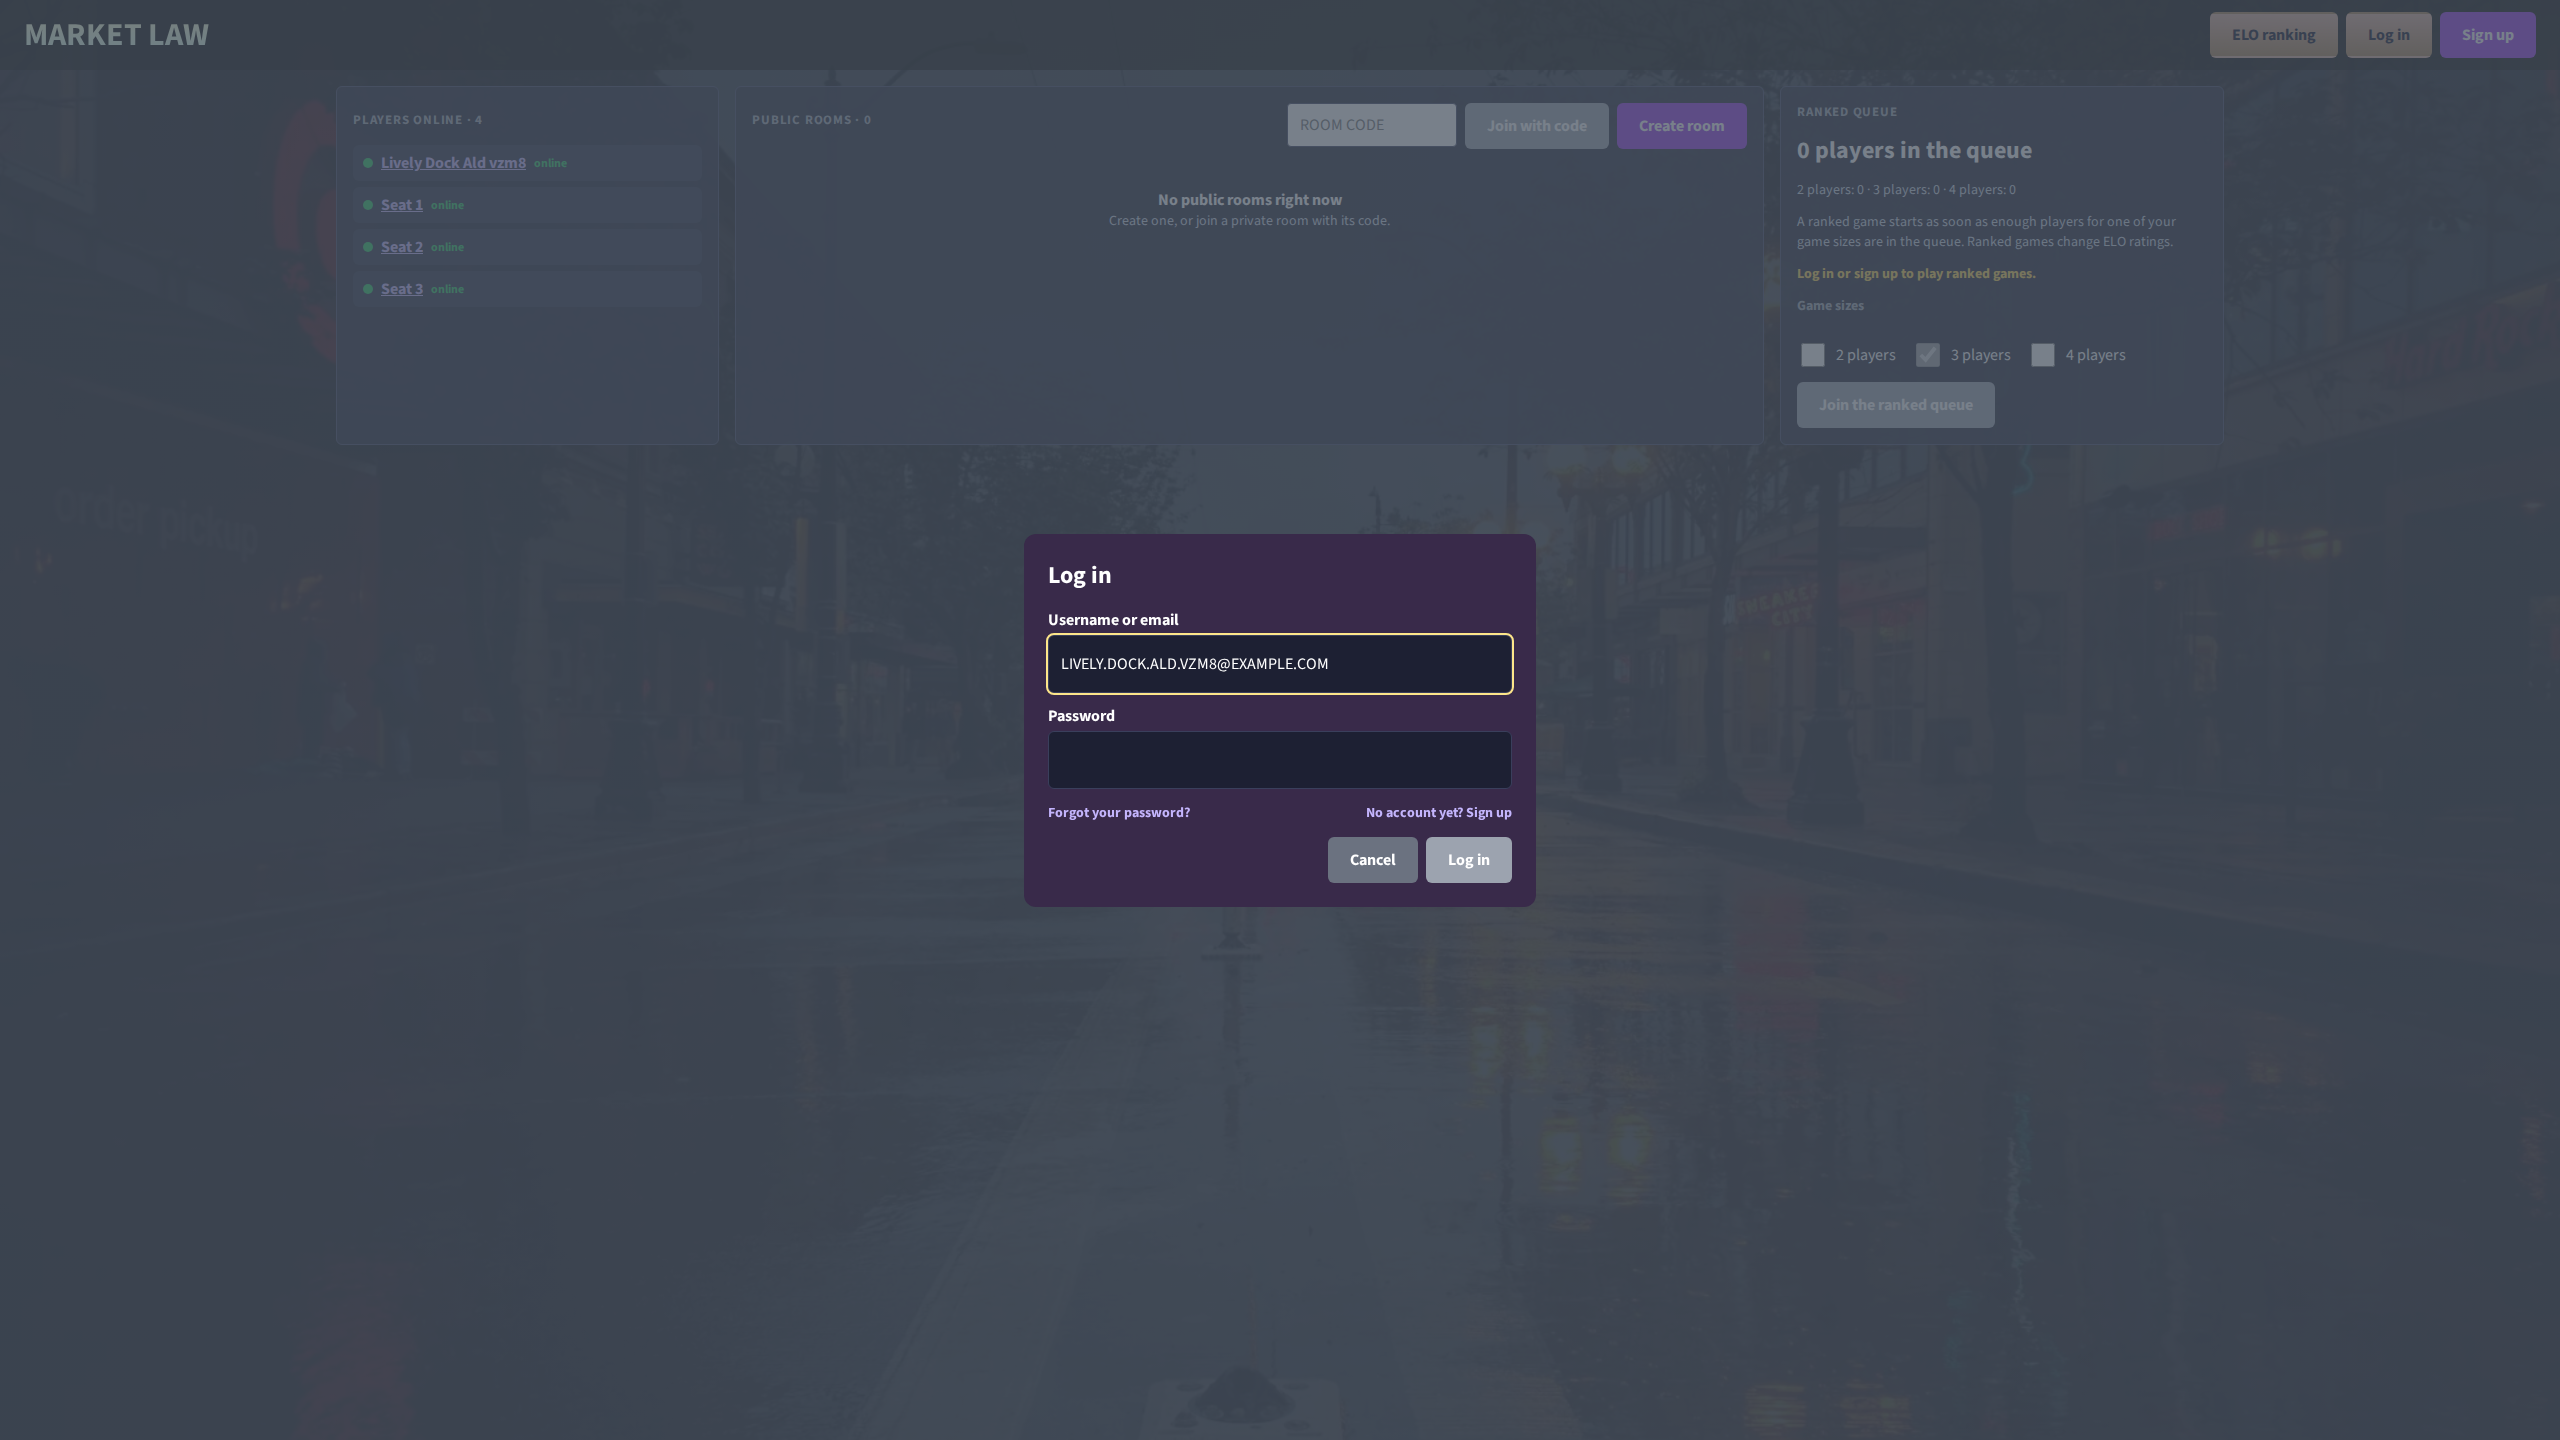 MARKET LAW
ELO ranking
Log in
Sign up
PLAYERS ONLINE · 4
Lively Dock Ald vzm8 online
Seat 1 online
Seat 2 online
Seat 3 online
PUBLIC ROOMS · 0
ROOM CODE
Join with code
Create room
No public rooms right now
Create one, or join a private room with its code.
RANKED QUEUE
0 players in the queue
2 players: 0 · 3 players: 0 · 4 players: 0
A ranked game starts as soon as enough players for one of your
game sizes are in the queue. Ranked games change ELO ratings.
Log in or sign up to play ranked games.
Game sizes
2 players
3 players
4 players
Join the ranked queue
order pickup
SNEAKER
CITY
Log in
Username or email
LIVELY.DOCK.ALD.VZM8@EXAMPLE.COM
Password
Forgot your password?
No account yet? Sign up
Cancel
Log in